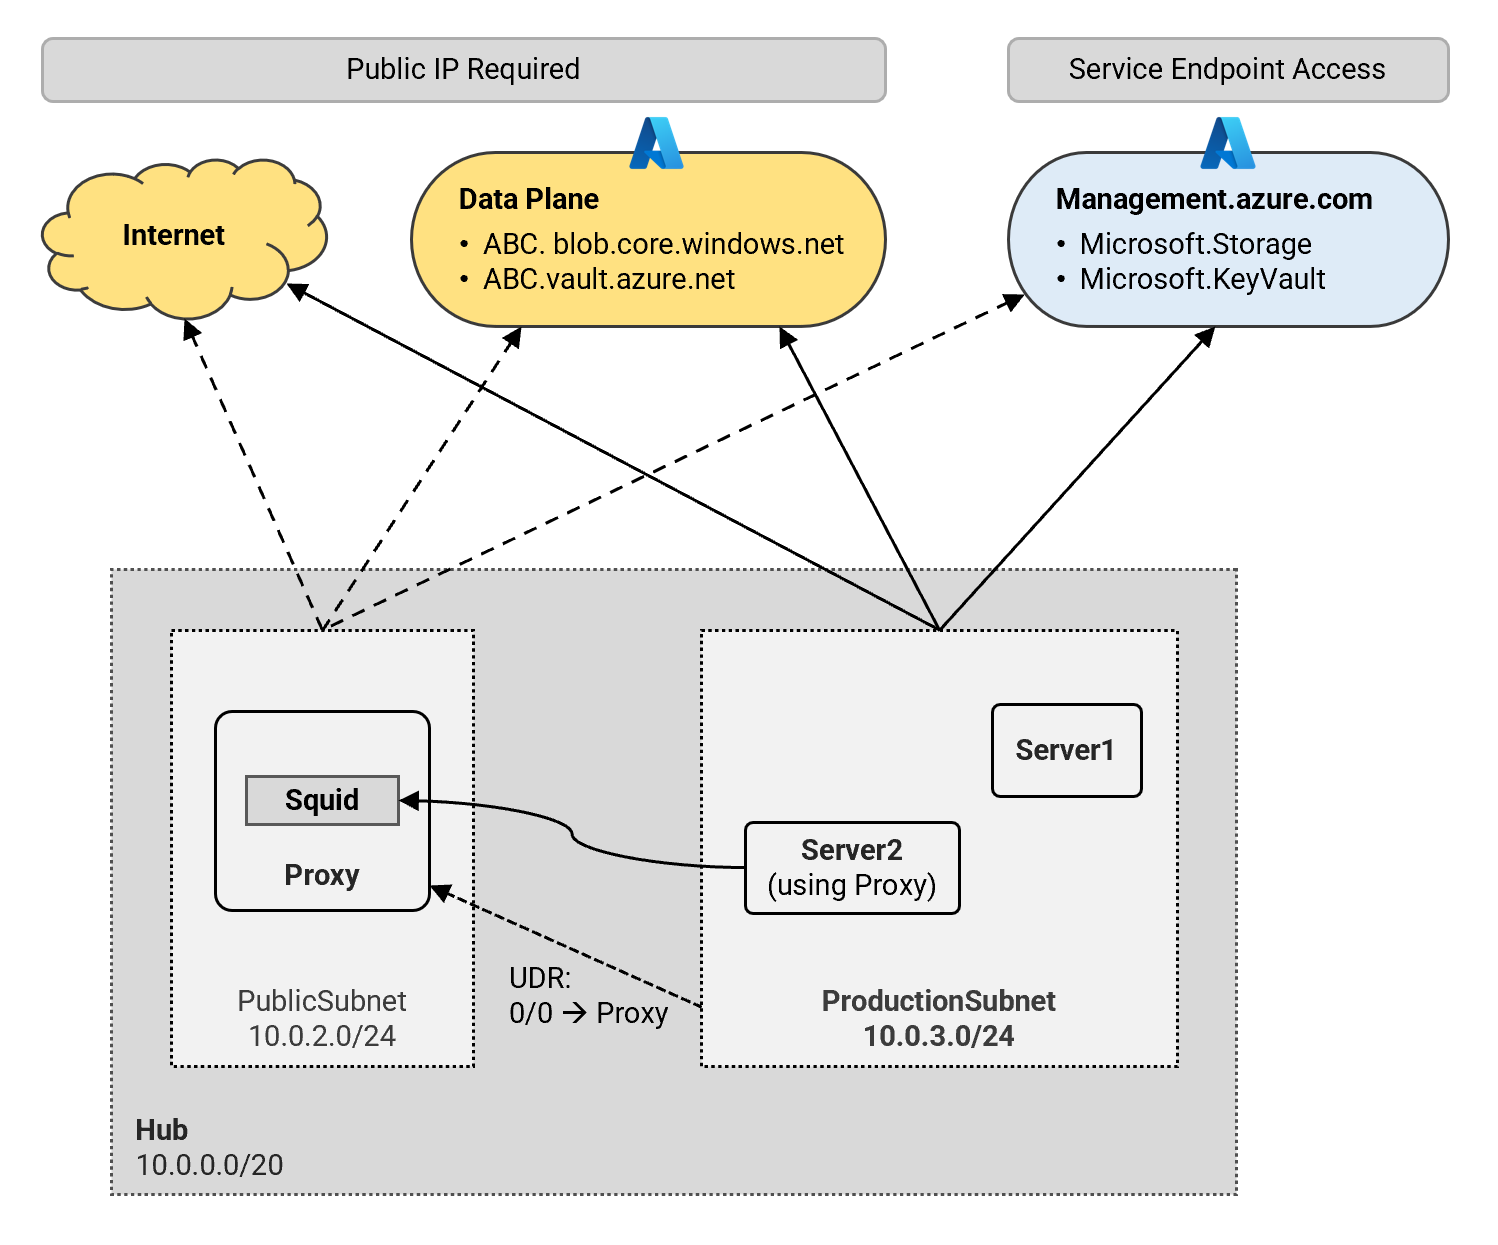 Public IP Required
Service Endpoint Access
Internet
Data Plane
• ABC. blob.core.windows.net
• ABC.vault.azure.net
Management.azure.com
• Microsoft.Storage
• Microsoft.KeyVault
Squid
Proxy
PublicSubnet
10.0.2.0/24
UDR:
0/0 → Proxy
Server1
Server2
(using Proxy)
ProductionSubnet
10.0.3.0/24
Hub
10.0.0.0/20